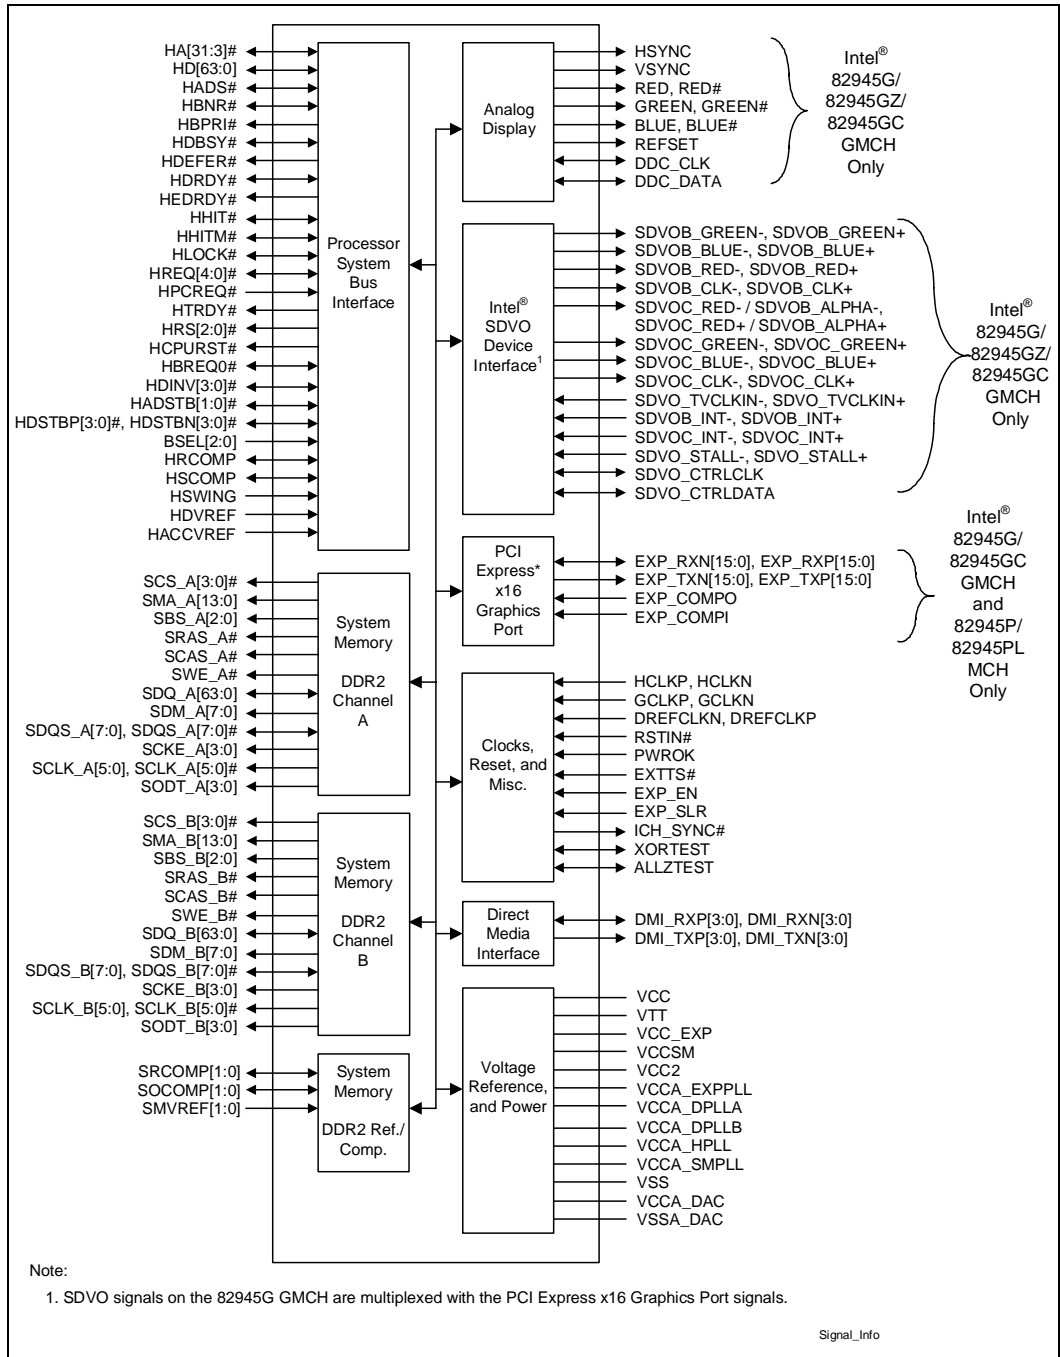 HA[31:3]#
HD[63:0]
HADS#
HBNR#
HBPRI#
HDBSY#
HDEFER#
HDRDY#
HEDRDY#
HHIT#
HHITM#
HLOCK#
HREQ[4:0]#
HPCREQ#
HTRDY#
HRS[2:0]#
HCPURST#
HBREQ0#
HDINV[3:0]#
HADSTB[1:0]#
HDSTBP[3:0]#, HDSTBN[3:0]#
BSEL[2:0]
HRCOMP
HSCOMP
HSWING
HDVREF
HACCVREF
Processor
System
Bus
Interface
SCS_A[3:0]#
SMA_A[13:0]
SBS_A[2:0]
SRAS_A#
SCAS_A#
SWE_A#
SDQ_A[63:0]
SDM_A[7:0]
SDQS_A[7:0], SDQS_A[7:0]#
SCKE_A[3:0]
SCLK_A[5:0], SCLK_A[5:0]#
SODT_A[3:0]
System
Memory
DDR2
Channel
A
SCS_B[3:0]#
SMA_B[13:0]
SBS_B[2:0]
SRAS_B#
SCAS_B#
SWE_B#
SDQ_B[63:0]
SDM_B[7:0]
SDQS_B[7:0], SDQS_B[7:0]#
SCKE_B[3:0]
SCLK_B[5:0], SCLK_B[5:0]#
SODT_B[3:0]
System
Memory
DDR2
Channel
B
SRCOMP[1:0]
SOCOMP[1:0]
SMVREF[1:0]
System
Memory
DDR2 Ref./
Comp.
Analog
Display
HSYNC
VSYNC
RED, RED#
GREEN, GREEN#
BLUE, BLUE#
REFSET
DDC_CLK
DDC_DATA
Intel®
82945G/
82945GZ/
82945GC
GMCH
Only
Intel®
SDVO
Device
Interface1
SDVOB_GREEN-, SDVOB_GREEN+
SDVOB_BLUE-, SDVOB_BLUE+
SDVOB_RED-, SDVOB_RED+
SDVOB_CLK-, SDVOB_CLK+
SDVOC_RED- / SDVOB_ALPHA-,
SDVOC_RED+ / SDVOB_ALPHA+
SDVOC_GREEN-, SDVOC_GREEN+
SDVOC_BLUE-, SDVOC_BLUE+
SDVOC_CLK-, SDVOC_CLK+
SDVO_TVCLKIN-, SDVO_TVCLKIN+
SDVOB_INT-, SDVOB_INT+
SDVOC_INT-, SDVOC_INT+
SDVO_STALL-, SDVO_STALL+
SDVO_CTRLCLK
SDVO_CTRLDATA
Intel®
82945G/
82945GZ/
82945GC
GMCH
Only
PCI
Express*
x16
Graphics
Port
EXP_RXN[15:0], EXP_RXP[15:0]
EXP_TXN[15:0], EXP_TXP[15:0]
EXP_COMPO
EXP_COMPI
Intel®
82945G/
82945GC
GMCH
and
82945P/
82945PL
MCH
Only
Clocks,
Reset, and
Misc.
HCLKP, HCLKN
GCLKP, GCLKN
DREFCLKN, DREFCLKP
RSTIN#
PWROK
EXTTS#
EXP_EN
EXP_SLR
ICH_SYNC#
XORTEST
ALLZTEST
Direct
Media
Interface
DMI_RXP[3:0], DMI_RXN[3:0]
DMI_TXP[3:0], DMI_TXN[3:0]
Voltage
Reference,
and Power
VCC
VTT
VCC_EXP
VCCSM
VCC2
VCCA_EXPPLL
VCCA_DPLLA
VCCA_DPLLB
VCCA_HPLL
VCCA_SMPLL
VSS
VCCA_DAC
VSSA_DAC
Note:
1. SDVO signals on the 82945G GMCH are multiplexed with the PCI Express x16 Graphics Port signals.
Signal_Info